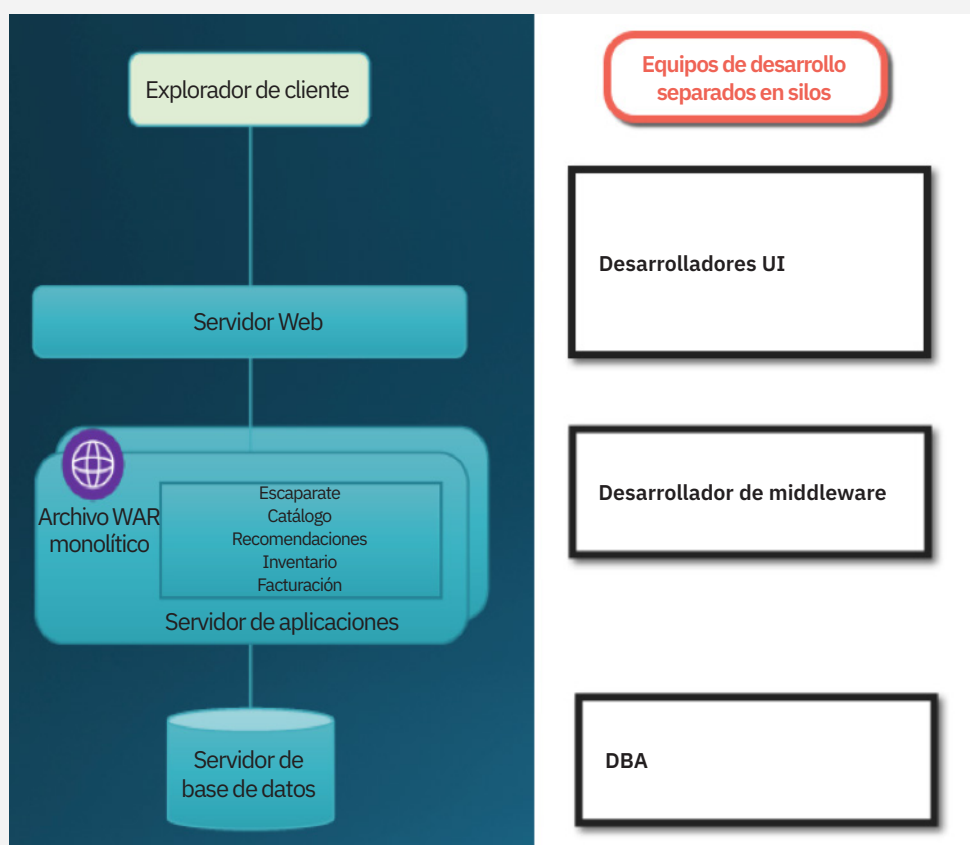 Explorador de cliente
Servidor Web
Archivo WAR
monolítico
Escaparate
Catálogo
Recomendaciones
Inventario
Facturación
Servidor de aplicaciones
Servidor de
base de datos
Equipos de desarrollo
separados en silos
Desarrolladores UI
Desarrollador de middleware
DBA